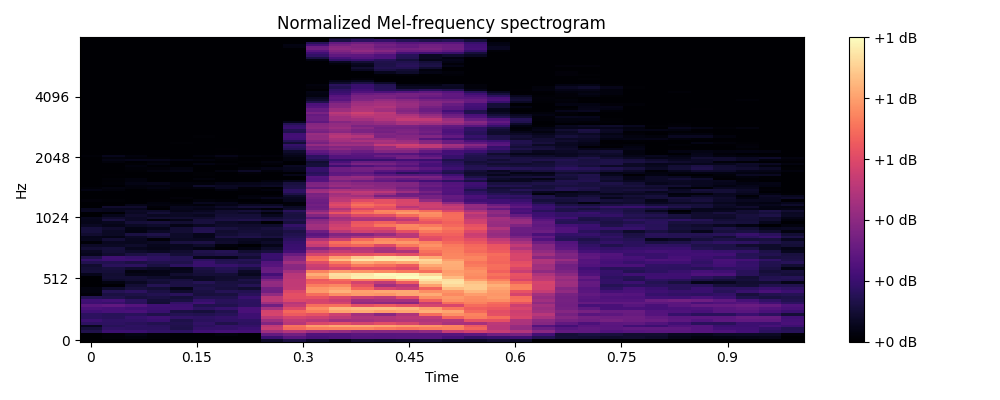 Normalized Mel-frequency spectrogram
Hz
4096
2048
1024
512
0
0
0.15
0.3
0.45
0.6
0.75
0.9
Time
+1 dB
+1 dB
+1 dB
+0 dB
+0 dB
+0 dB